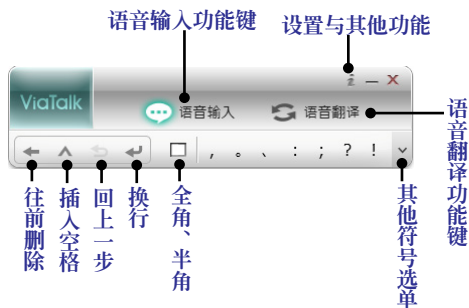 语音输入功能键
设置与其他功能
i
ViaTalk
语音输入
语音翻译
语音翻译功能键
, 。 、 : ; ? !
往前删除
插入空格
回上一步
换行
全角、半角
其他符号选单